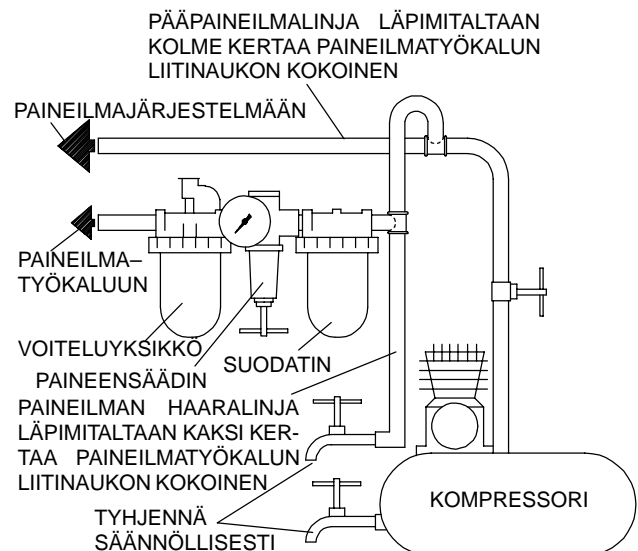 PÄÄPAINEILMALINJA LÄPIMITALTAAN
KOLME KERTAA PAINEILMATYÖKALUN
LIITINAUKON KOKOINEN
PAINEILMAJÄRJESTELMÄÄN
PAINEILMA–
TYÖKALUUN
VOITELUYKSIKKÖ
SUODATIN
PAINEENSÄÄDIN
PAINEILMAN HAARALINJA
LÄPIMITALTAAN KAKSI KER-
TAA PAINEILMATYÖKALUN
LIITINAUKON KOKOINEN
KOMPRESSORI
TYHJENNÄ
SÄÄNNÖLLISESTI